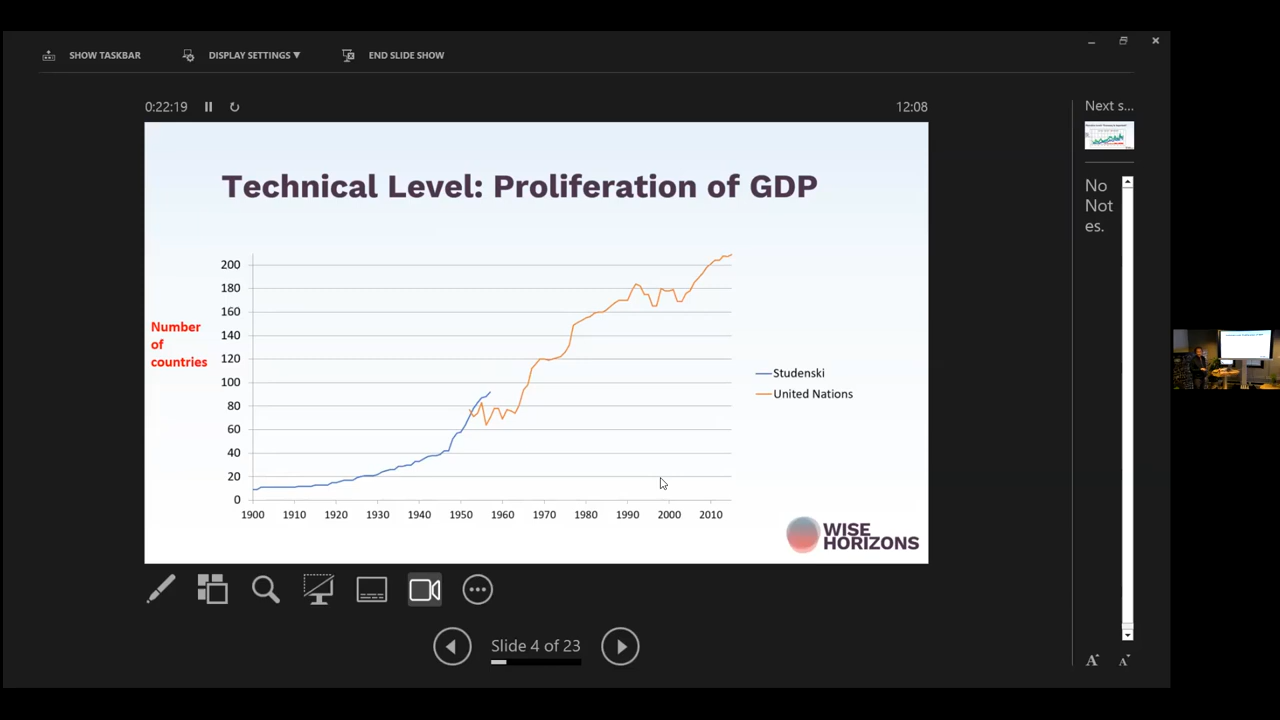 SHOW TASKBAR
DISPLAY SETTINGS ▼
END SLIDE SHOW
0:22:19
12:08
Next s...
Technical Level: Proliferation of GDP
Number
of
countries
200
180
160
140
120
100
80
60
40
20
0
1900 1910 1920 1930 1940 1950 1960 1970 1980 1990 2000 2010
Studenski
United Nations
WISE
HORIZONS
No
Not
es.
Slide 4 of 23
A A